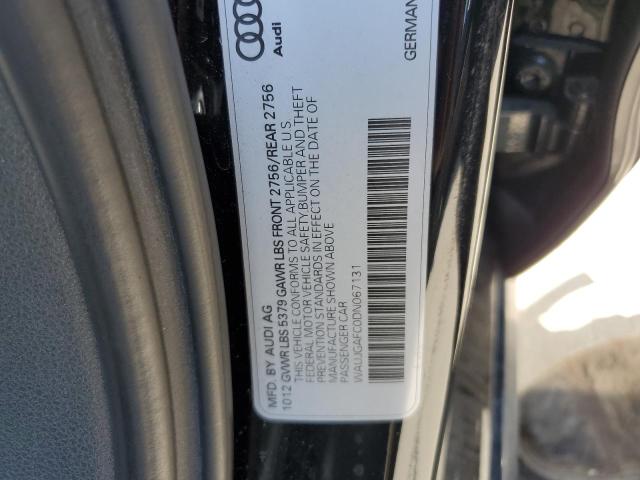 Audi
GERMAN
MFD. BY AUDI AG
1012 GVWR LBS 5379 GAWR LBS FRONT 2756/REAR 2756
THIS VEHICLE CONFORMS TO ALL APPLICABLE U.S
FEDERAL MOTOR VEHICLE SAFETY, BUMPER AND THEFT
PREVENTION STANDARDS IN EFFECT ON THE DATE OF
MANUFACTURE SHOWN ABOVE
PASSENGER CAR
WAUJGAFC0DN067131